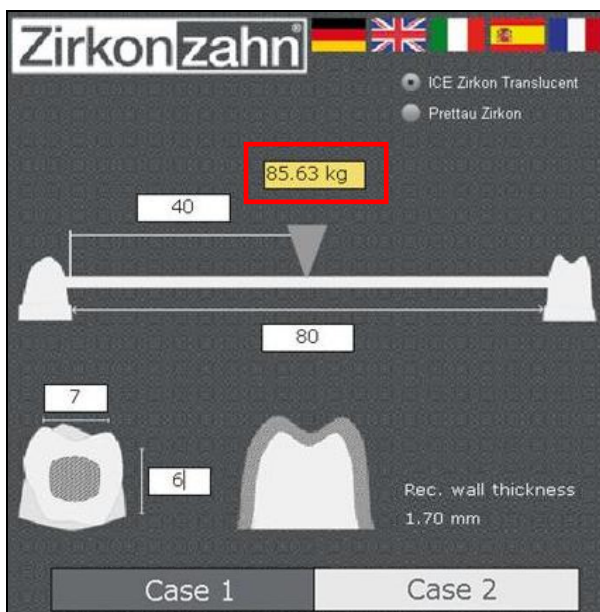 Zirkonzahn®
ICE Zirkon Translucent
Prettau Zirkon
85.63 kg
40
80
7
6
Rec. wall thickness
1.70 mm
Case 1 Case 2